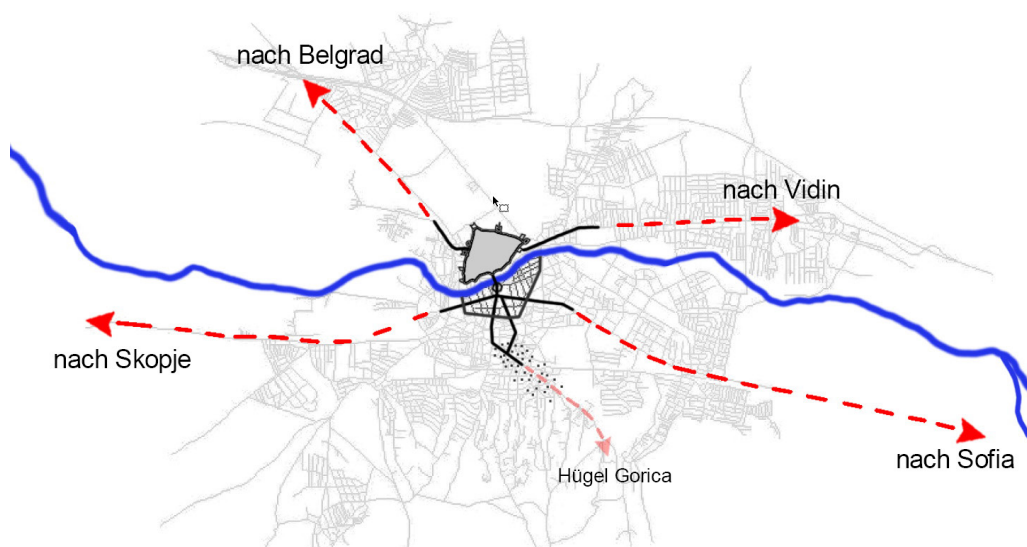 nach Belgrad
nach Vidin
nach Skopje
nach Sofia
Hügel Gorica